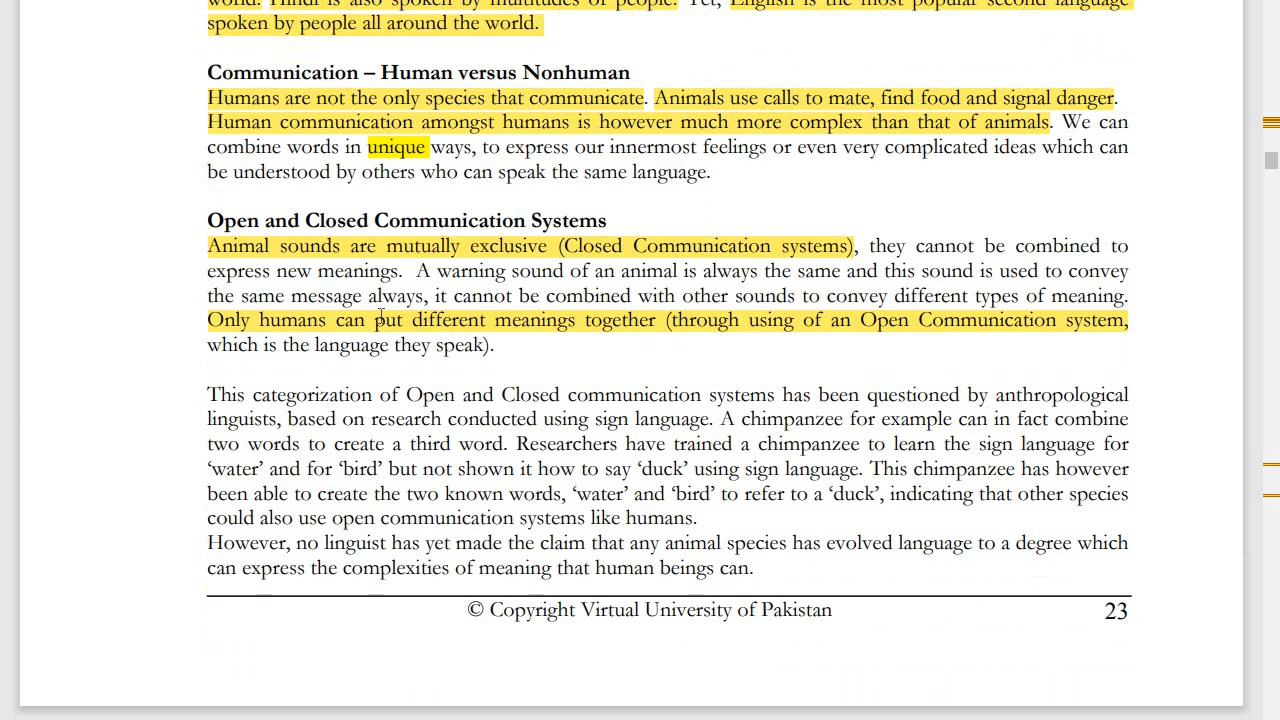 world. Hindi is also spoken by multitudes of people. Yet, English is the most popular second language
spoken by people all around the world.
Communication – Human versus Nonhuman
Humans are not the only species that communicate. Animals use calls to mate, find food and signal danger.
Human communication amongst humans is however much more complex than that of animals. We can
combine words in unique ways, to express our innermost feelings or even very complicated ideas which can
be understood by others who can speak the same language.
Open and Closed Communication Systems
Animal sounds are mutually exclusive (Closed Communication systems), they cannot be combined to
express new meanings. A warning sound of an animal is always the same and this sound is used to convey
the same message always, it cannot be combined with other sounds to convey different types of meaning.
Only humans can put different meanings together (through using of an Open Communication system,
which is the language they speak).
This categorization of Open and Closed communication systems has been questioned by anthropological
linguists, based on research conducted using sign language. A chimpanzee for example can in fact combine
two words to create a third word. Researchers have trained a chimpanzee to learn the sign language for
‘water’ and for ‘bird’ but not shown it how to say ‘duck’ using sign language. This chimpanzee has however
been able to create the two known words, ‘water’ and ‘bird’ to refer to a ‘duck’, indicating that other species
could also use open communication systems like humans.
However, no linguist has yet made the claim that any animal species has evolved language to a degree which
can express the complexities of meaning that human beings can.
© Copyright Virtual University of Pakistan 23